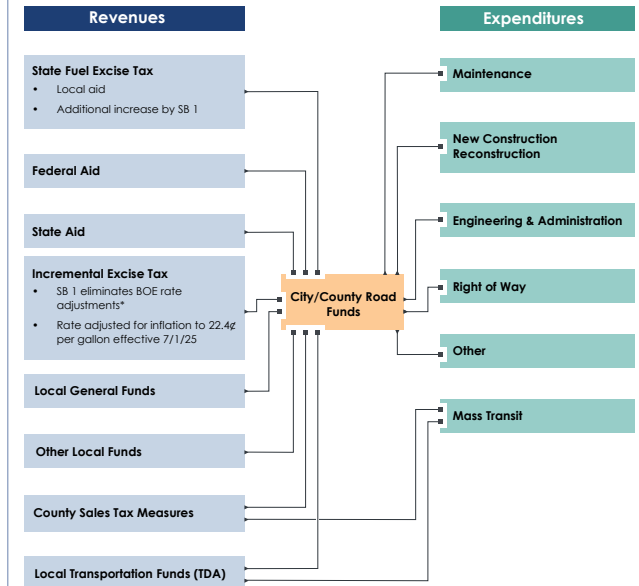 Revenues
State Fuel Excise Tax
• Local aid
• Additional increase by SB 1
Federal Aid
State Aid
Incremental Excise Tax
• SB 1 eliminates BOE rate
adjustments*
• Rate adjusted for inflation to 22.4¢
per gallon effective 7/1/25
Local General Funds
Other Local Funds
County Sales Tax Measures
Local Transportation Funds (TDA)
City/County Road
Funds
Expenditures
Maintenance
New Construction
Reconstruction
Engineering & Administration
Right of Way
Other
Mass Transit